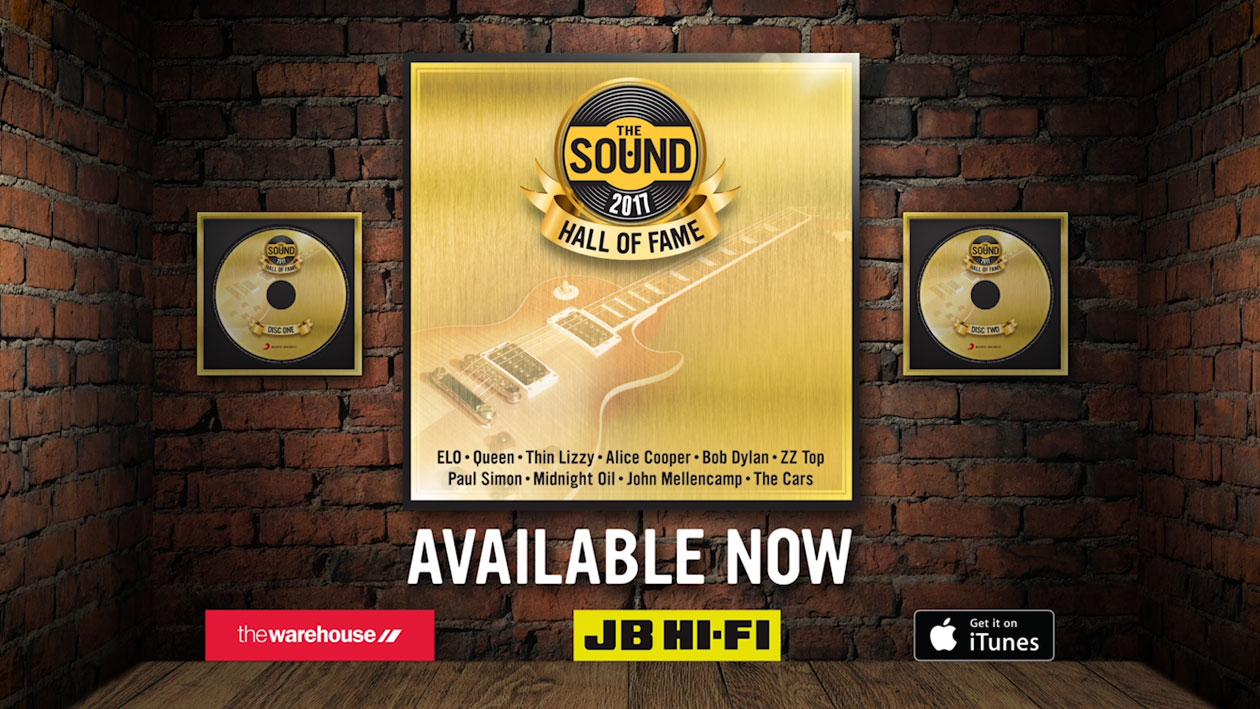 THE
SOUND
2017
HALL OF FAME
THE
SOUND
2017
HALL OF FAME
DISC ONE
THE
SOUND
2017
HALL OF FAME
DISC TWO
ELO • Queen • Thin Lizzy • Alice Cooper • Bob Dylan • ZZ Top
Paul Simon • Midnight Oil • John Mellencamp • The Cars
AVAILABLE NOW
thewarehouse
JB HI-FI
Get it on
iTunes